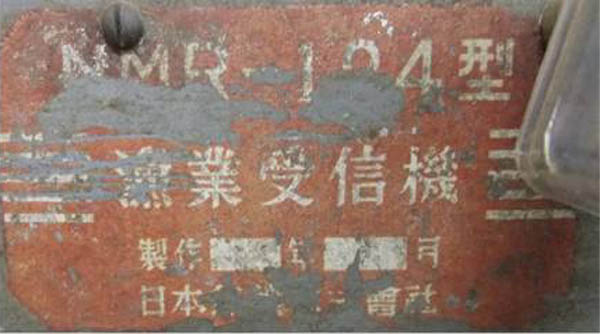 NMR-124型
漁業受信機
製作 年 月
日本 會社